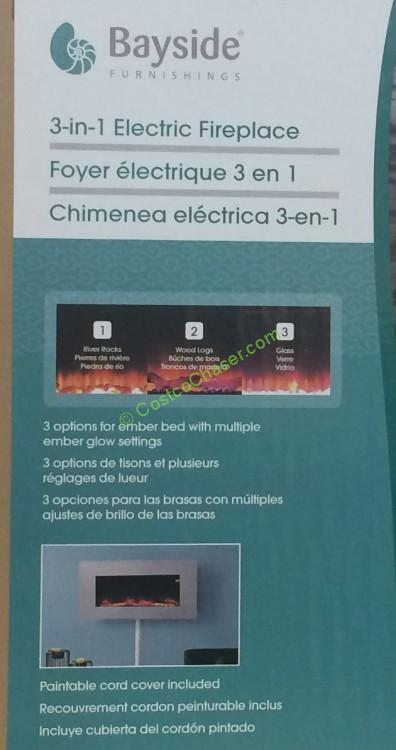 Bayside®
FURNISHINGS
3-in-1 Electric Fireplace
Foyer électrique 3 en 1
Chimenea eléctrica 3-en-1
1
River Rocks
Pierres de rivière
Piedra de río
2
Wood Logs
Bûches de bois
Troncos de madera
3
Glass
Verre
Vidrio
© CostcoChaser.com
3 options for ember bed with multiple
ember glow settings
3 options de tisons et plusieurs
réglages de lueur
3 opciones para las brasas con múltiples
ajustes de brillo de las brasas
Paintable cord cover included
Recouvrement cordon peinturable inclus
Incluye cubierta del cordón pintado